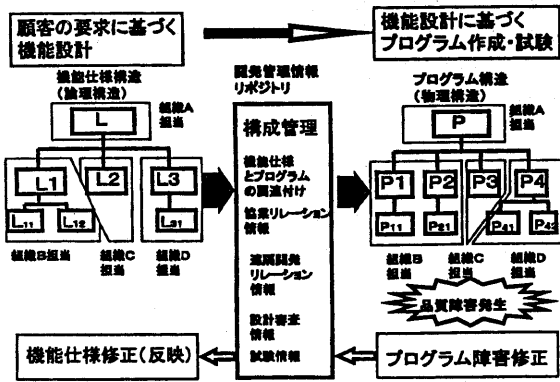 顧客の要求に基づく
機能設計
機能設計に基づく
プログラム作成・試験
機能仕様構造
(論理構造)
組織A
担当
開発管理情報
リポジトリ
プログラム構造
(物理構造)
組織A
担当
L
P
構成管理
機能仕様
とプログラム
の関連付け
協業リレーション
情報
派展開発
リレーション
情報
設計審査
情報
試験情報
L1
L2
L3
L11
L12
L31
P1
P2
P3
P4
P11
P21
P41
P42
組織B担当
組織C
担当
組織D
担当
組織B
担当
組織C
担当
組織D
担当
品質障害発生
機能仕様修正(反映)
プログラム障害修正